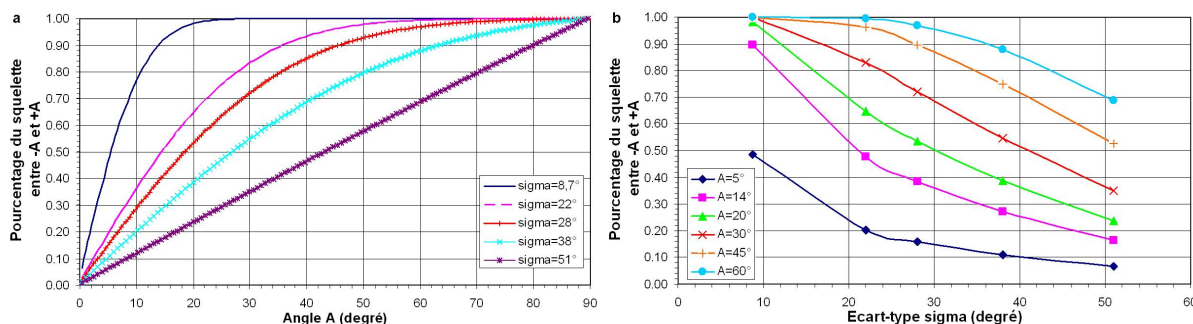 a
Pourcentage du squelette
entre -A et +A
1.00
0.90
0.80
0.70
0.60
0.50
0.40
0.30
0.20
0.10
0.00
sigma=8,7°
sigma=22°
sigma=28°
sigma=38°
sigma=51°
0 10 20 30 40 50 60 70 80 90
Angle A (degré)
b
Pourcentage du squelette
entre -A et +A
1.00
0.90
0.80
0.70
0.60
0.50
0.40
0.30
0.20
0.10
0.00
A=5°
A=14°
A=20°
A=30°
A=45°
A=60°
0 10 20 30 40 50 60
Ecart-type sigma (degré)